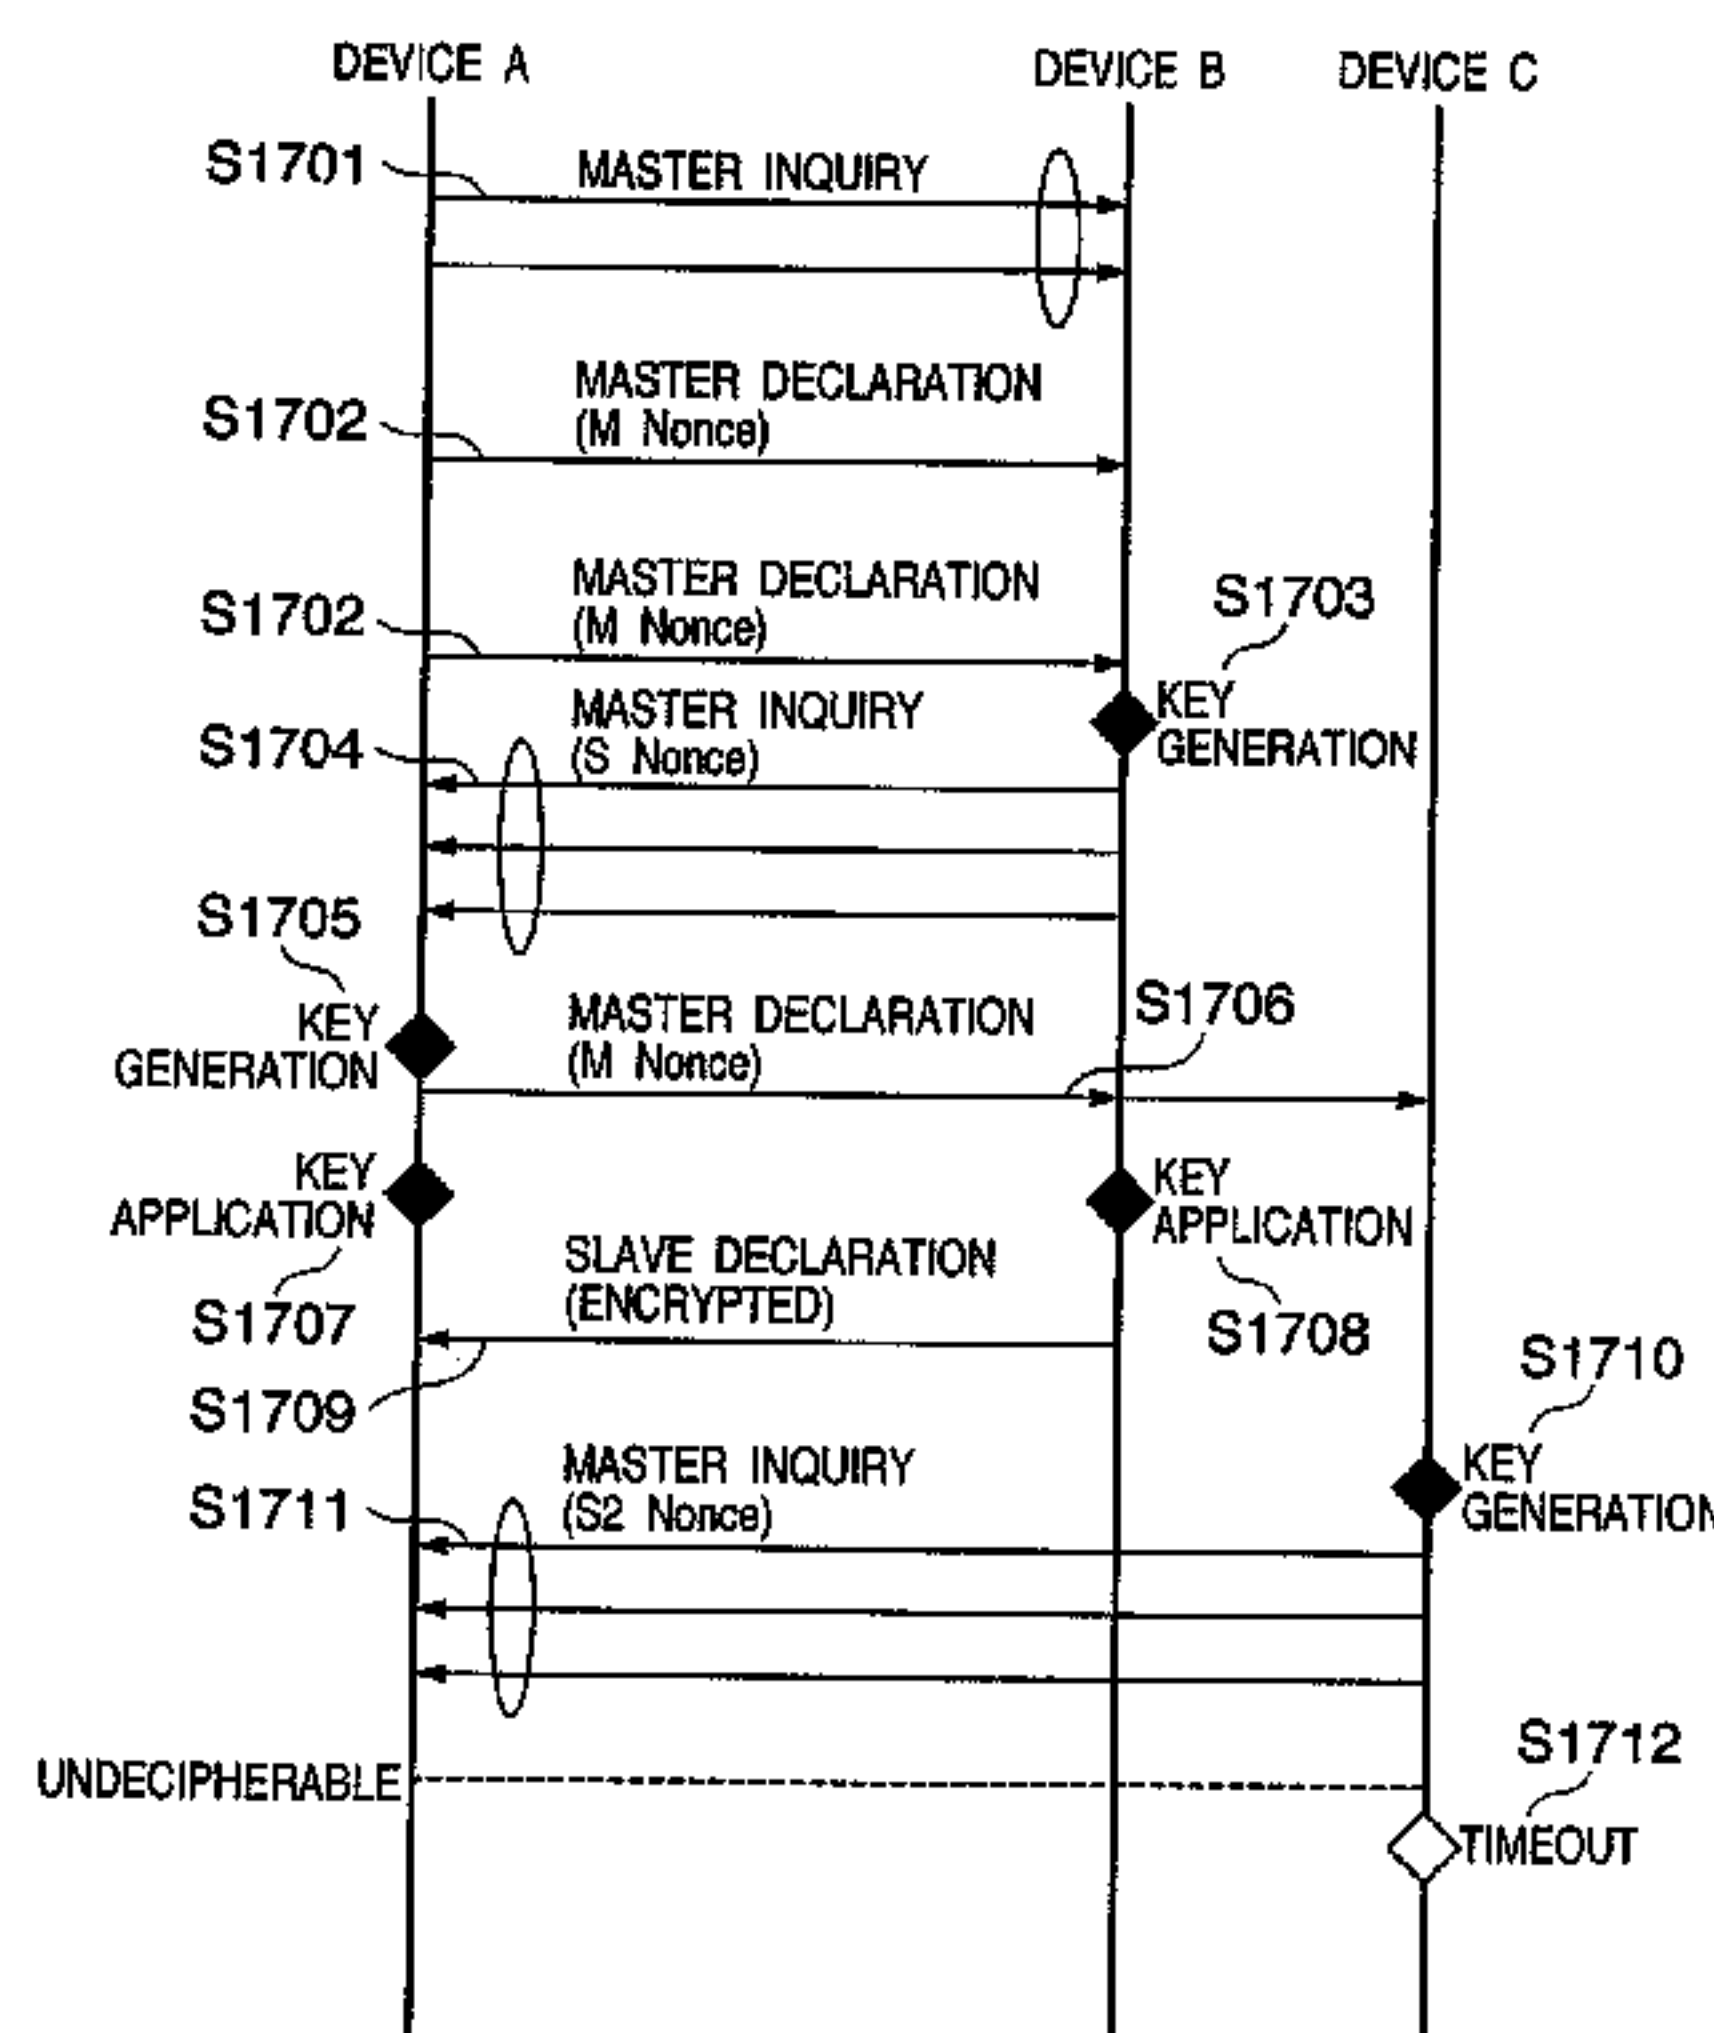 DEVICE A
DEVICE B
DEVICE C
S1701
MASTER INQUIRY
MASTER DECLARATION
(M Nonce)
S1702
MASTER DECLARATION
(M Nonce)
S1702
S1703
KEY
GENERATION
MASTER INQUIRY
(S Nonce)
S1704
S1705
KEY
GENERATION
MASTER DECLARATION
(M Nonce)
S1706
KEY
APPLICATION
S1707
KEY
APPLICATION
S1708
SLAVE DECLARATION
(ENCRYPTED)
S1709
S1710
KEY
GENERATION
MASTER INQUIRY
(S2 Nonce)
S1711
UNDECIPHERABLE
S1712
TIMEOUT